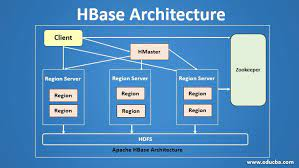 HBase Architecture
Client
HMaster
Zookeeper
Region Server
Region Server
Region Server
Region
Region
Region
Region
Region
Region
HDFS
Apache HBase Architecture
www.educba.com